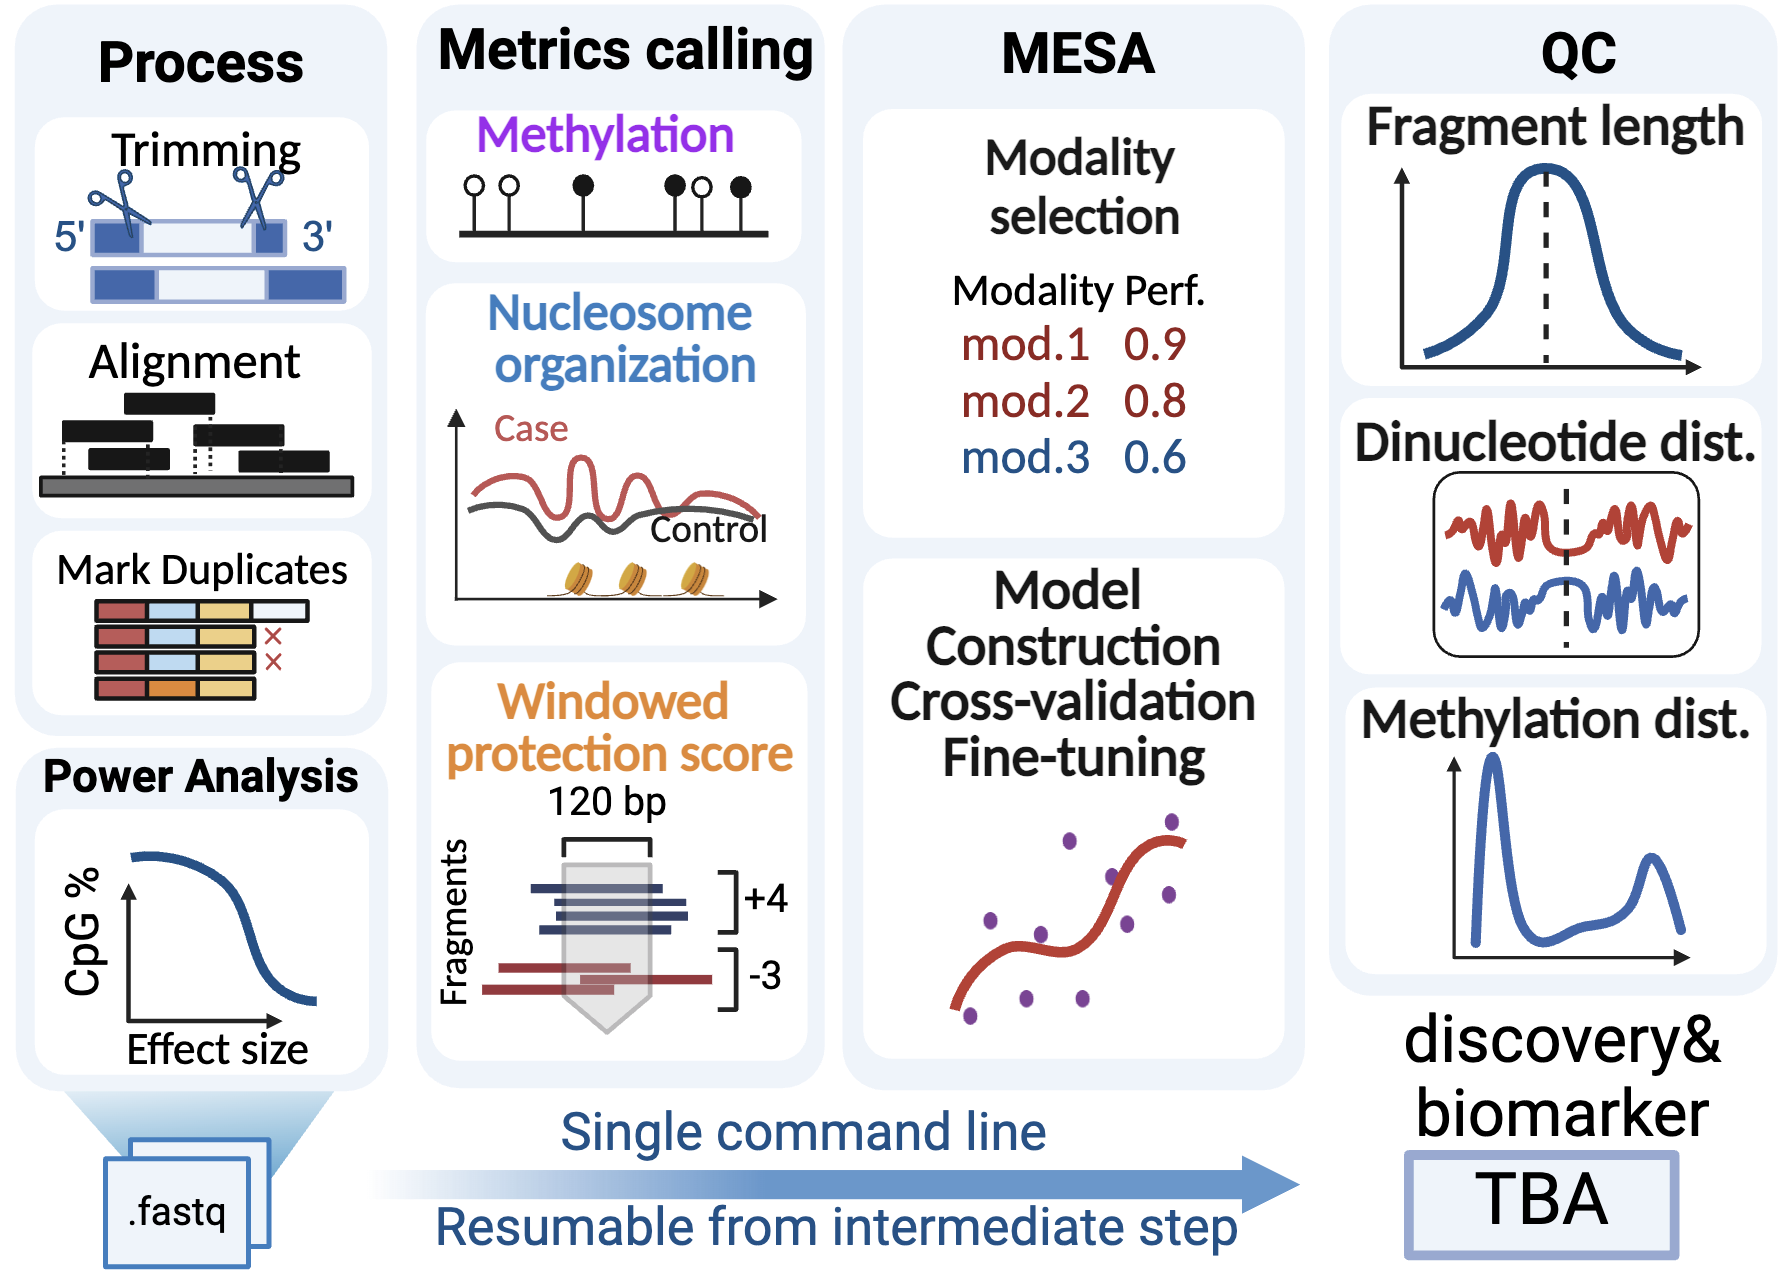 Process
Trimming
5'
3'
Alignment
Mark Duplicates
Power Analysis
CpG %
Effect size
.fastq
Metrics calling
Methylation
Nucleosome
organization
Case
Control
Windowed
protection score
120 bp
Fragments
+4
-3
MESA
Modality
selection
Modality Perf.
mod.1 0.9
mod.2 0.8
mod.3 0.6
Model
Construction
Cross-validation
Fine-tuning
QC
Fragment length
Dinucleotide dist.
Methylation dist.
Single command line
Resumable from intermediate step
discovery&
biomarker
TBA